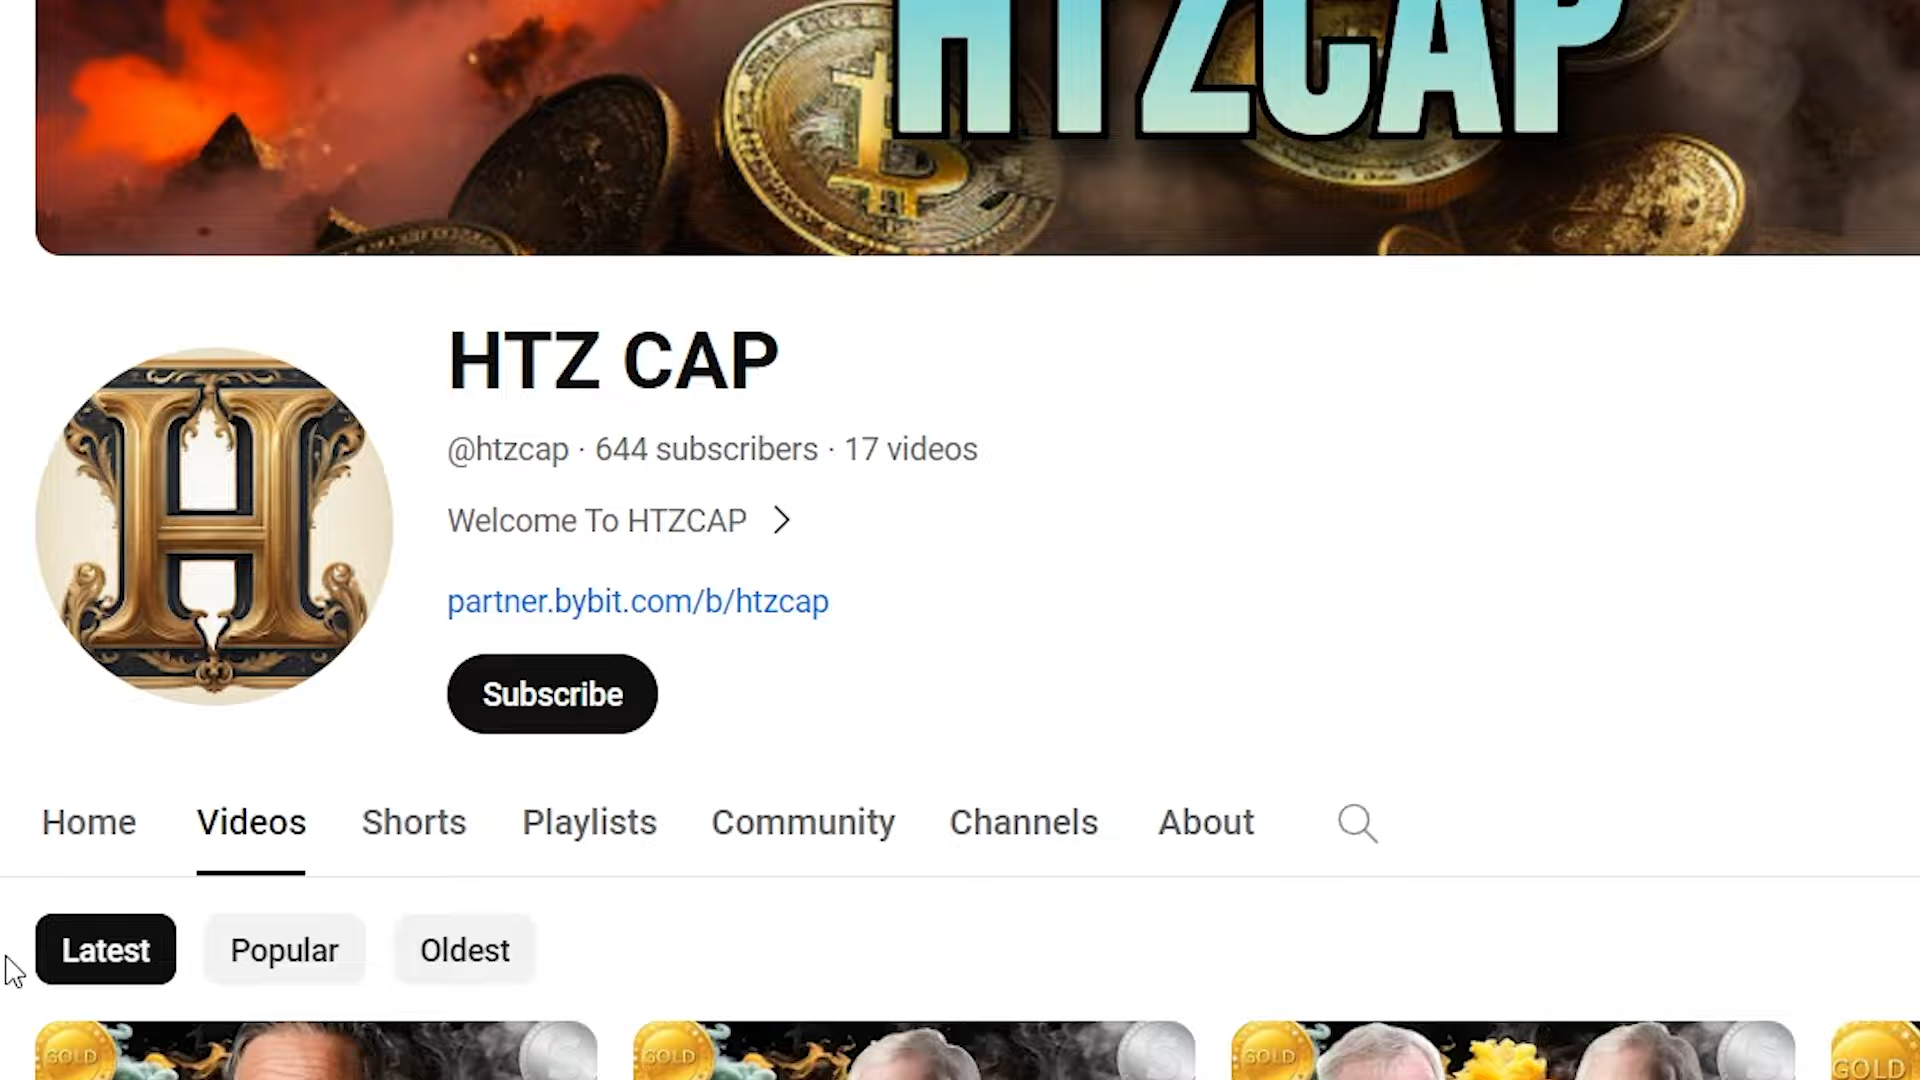 HTZCAP
HTZ CAP
@htzcap · 644 subscribers · 17 videos
Welcome To HTZCAP
partner.bybit.com/b/htzcap
Subscribe
Home Videos Shorts Playlists Community Channels About
Latest Popular Oldest
GOLD GOLD GOLD GOLD